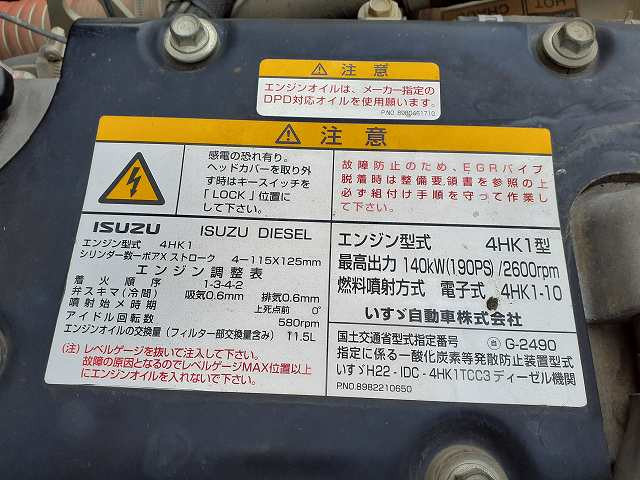 HOT
⚠ 注意
エンジンオイルは、メーカー指定の
DPD対応オイルを使用願います。
P.NO.8980461710
⚠ 注意
感電の恐れ有り。
ヘッドカバーを取り外
す時はキースイッチを
「LOCK」位置に
して下さい。
故障防止のため、EGRパイプ
脱着時は整備要領書を参照の上
必ず組付け手順を守って作業し
て下さい。
ISUZU ISUZU DIESEL
エンジン型式 4HK1
シリンダー数ーボアXストローク 4ー115X125mm
エンジン調整表
着火順序 1-3-4-2
弁スキマ(冷間) 吸気0.6mm 排気0.6mm
噴射始メ時期 上死点前 0°
アイドル回転数 580rpm
エンジンオイルの交換量(フィルター部交換量含み) 11.5L
(注)レベルゲージを抜いて注入して下さい。
故障の原因となるのでレベルゲージMAX位置以上
にエンジンオイルを入れないで下さい。
エンジン型式 4HK1型
最高出力 140kW(190PS)/2600rpm
燃料噴射方式 電子式 4HK1-10
いすゞ自動車株式会社
国土交通省型式指定番号 自 G-2490
指定に係る一酸化炭素等発散防止装置型式
いすゞH22-IDC-4HK1TCC3ディーゼル機関
P.NO.8982210650